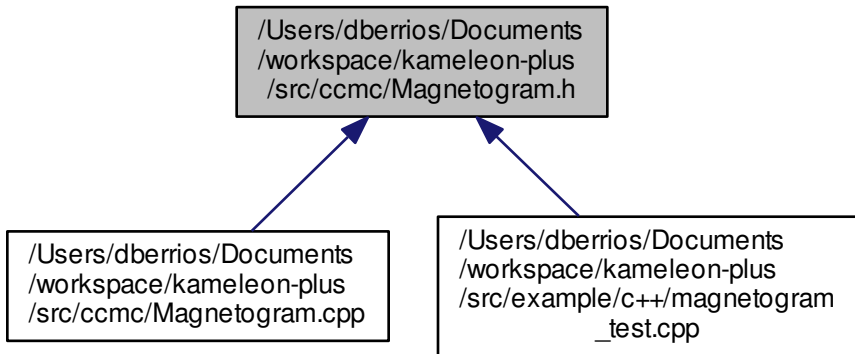 /Users/dberrios/Documents
/workspace/kameleon-plus
/src/ccmc/Magnetogram.h
/Users/dberrios/Documents
/workspace/kameleon-plus
/src/ccmc/Magnetogram.cpp
/Users/dberrios/Documents
/workspace/kameleon-plus
/src/example/c++/magnetogram
_test.cpp